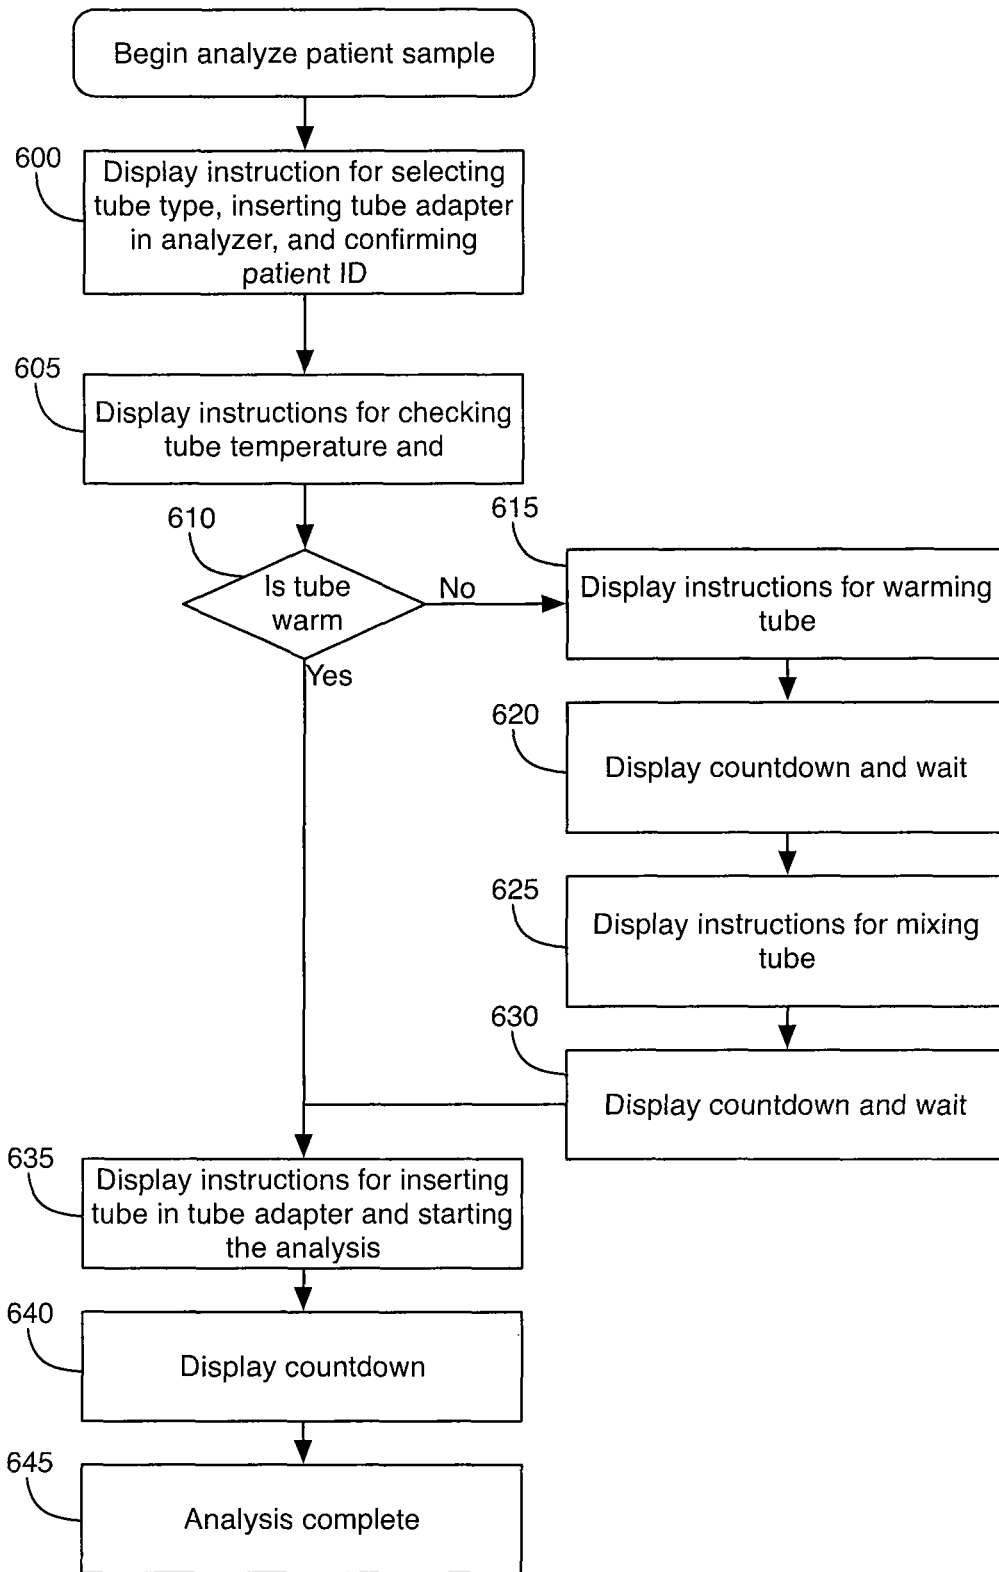 Begin analyze patient sample
600
Display instruction for selecting
tube type, inserting tube adapter
in analyzer, and confirming
patient ID
605
Display instructions for checking
tube temperature and
610
Is tube
warm
No
Yes
615
Display instructions for warming
tube
620
Display countdown and wait
625
Display instructions for mixing
tube
630
Display countdown and wait
635
Display instructions for inserting
tube in tube adapter and starting
the analysis
640
Display countdown
645
Analysis complete